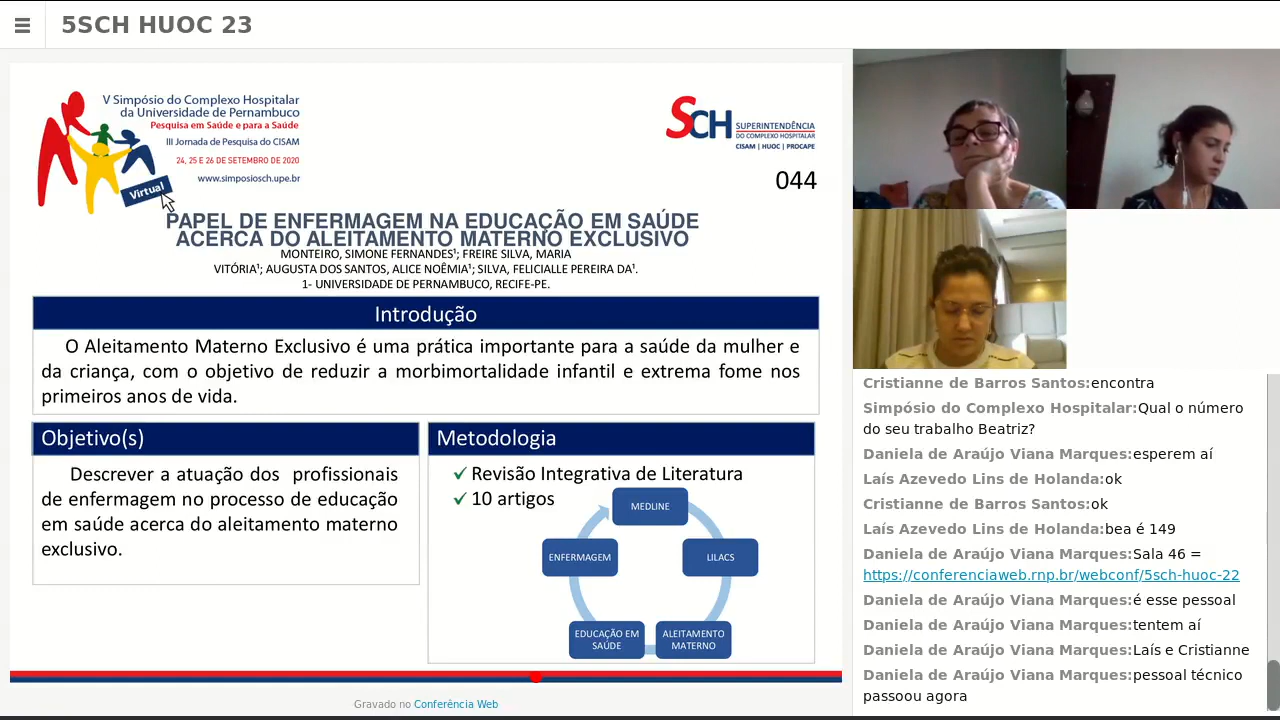 5SCH HUOC 23
V Simpósio do Complexo Hospitalar
da Universidade de Pernambuco
Pesquisa em Saúde e para a Saúde
III Jornada de Pesquisa do CISAM
24, 25 E 26 DE SETEMBRO DE 2020
www.simposiosch.upe.br
Virtual
SCH SUPERINTENDÊNCIA
DO COMPLEXO HOSPITALAR
CISAM | HUOC | PROCAPE
044
PAPEL DE ENFERMAGEM NA EDUCAÇÃO EM SAÚDE
ACERCA DO ALEITAMENTO MATERNO EXCLUSIVO
MONTEIRO, SIMONE FERNANDES¹; FREIRE SILVA, MARIA
VITÓRIA¹; AUGUSTA DOS SANTOS, ALICE NOÊMIA¹; SILVA, FELICIALLE PEREIRA DA¹.
1- UNIVERSIDADE DE PERNAMBUCO, RECIFE-PE.
Introdução
O Aleitamento Materno Exclusivo é uma prática importante para a saúde da mulher e
da criança, com o objetivo de reduzir a morbimortalidade infantil e extrema fome nos
primeiros anos de vida.
Objetivo(s)
Descrever a atuação dos profissionais
de enfermagem no processo de educação
em saúde acerca do aleitamento materno
exclusivo.
Metodologia
✓ Revisão Integrativa de Literatura
✓ 10 artigos
MEDLINE
LILACS
ALEITAMENTO
MATERNO
EDUCAÇÃO EM
SAÚDE
ENFERMAGEM
Gravado no Conferência Web
Cristianne de Barros Santos:encontra
Simpósio do Complexo Hospitalar:Qual o número
do seu trabalho Beatriz?
Daniela de Araújo Viana Marques:esperem aí
Laís Azevedo Lins de Holanda:ok
Cristianne de Barros Santos:ok
Laís Azevedo Lins de Holanda:bea é 149
Daniela de Araújo Viana Marques:Sala 46 =
https://conferenciaweb.rnp.br/webconf/5sch-huoc-22
Daniela de Araújo Viana Marques:é esse pessoal
Daniela de Araújo Viana Marques:tentem aí
Daniela de Araújo Viana Marques:Laís e Cristianne
Daniela de Araújo Viana Marques:pessoal técnico
passoou agora